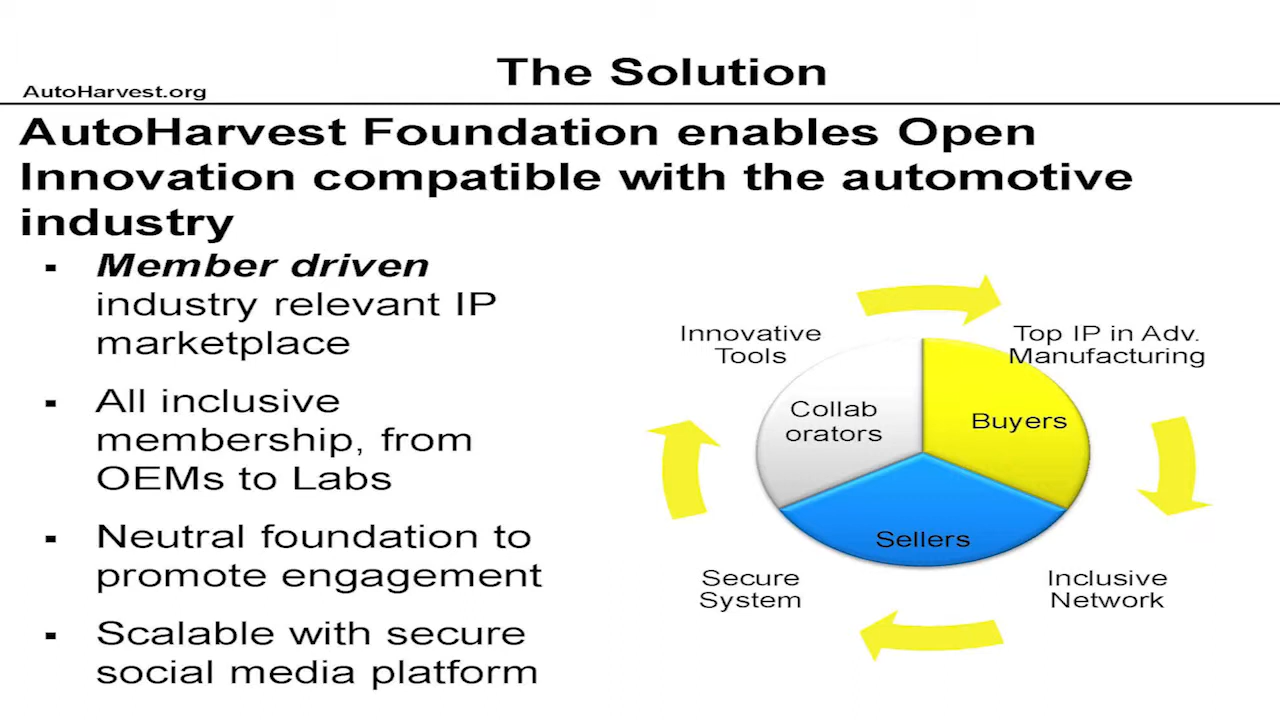 The Solution
AutoHarvest.org
AutoHarvest Foundation enables Open
Innovation compatible with the automotive
industry
▪ Member driven
industry relevant IP
marketplace
▪ All inclusive
membership, from
OEMs to Labs
▪ Neutral foundation to
promote engagement
▪ Scalable with secure
social media platform
Innovative
Tools
Top IP in Adv.
Manufacturing
Collab
orators
Buyers
Sellers
Secure
System
Inclusive
Network